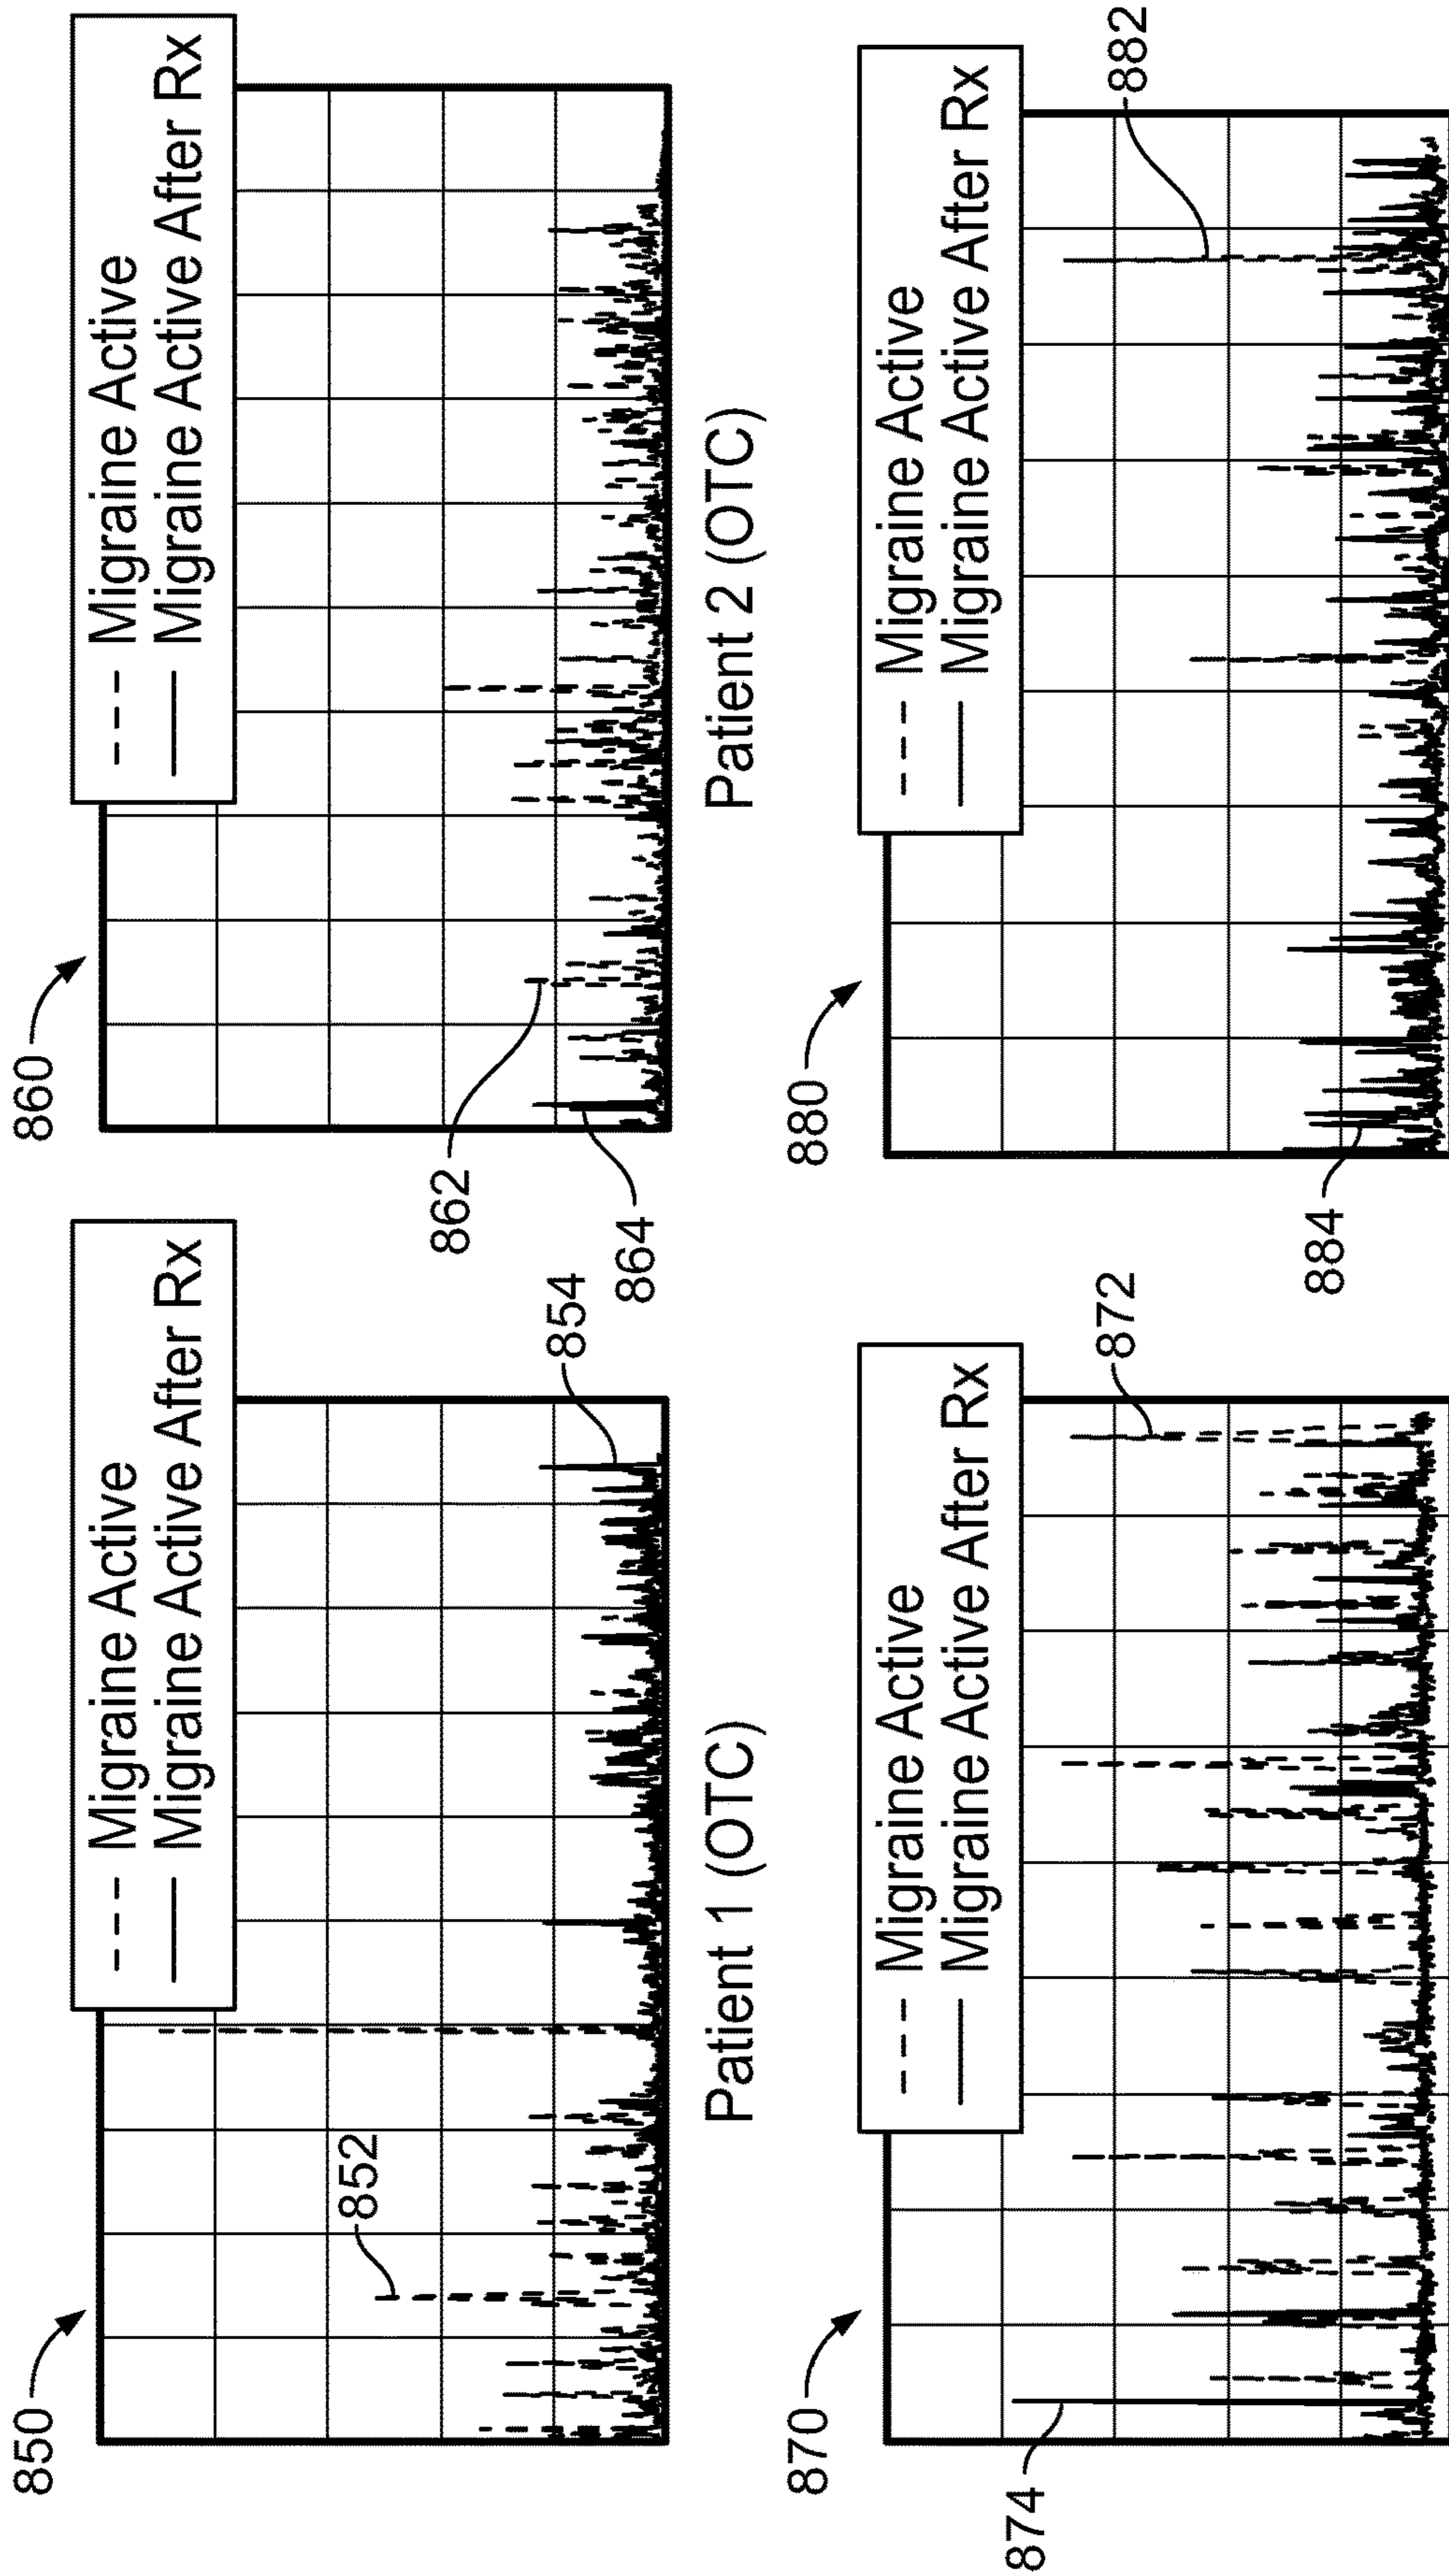 850
Migraine Active
Migraine Active After Rx
852
854
Patient 1 (OTC)
860
Migraine Active
Migraine Active After Rx
862
864
Patient 2 (OTC)
870
Migraine Active
Migraine Active After Rx
874
872
880
Migraine Active
Migraine Active After Rx
882
884